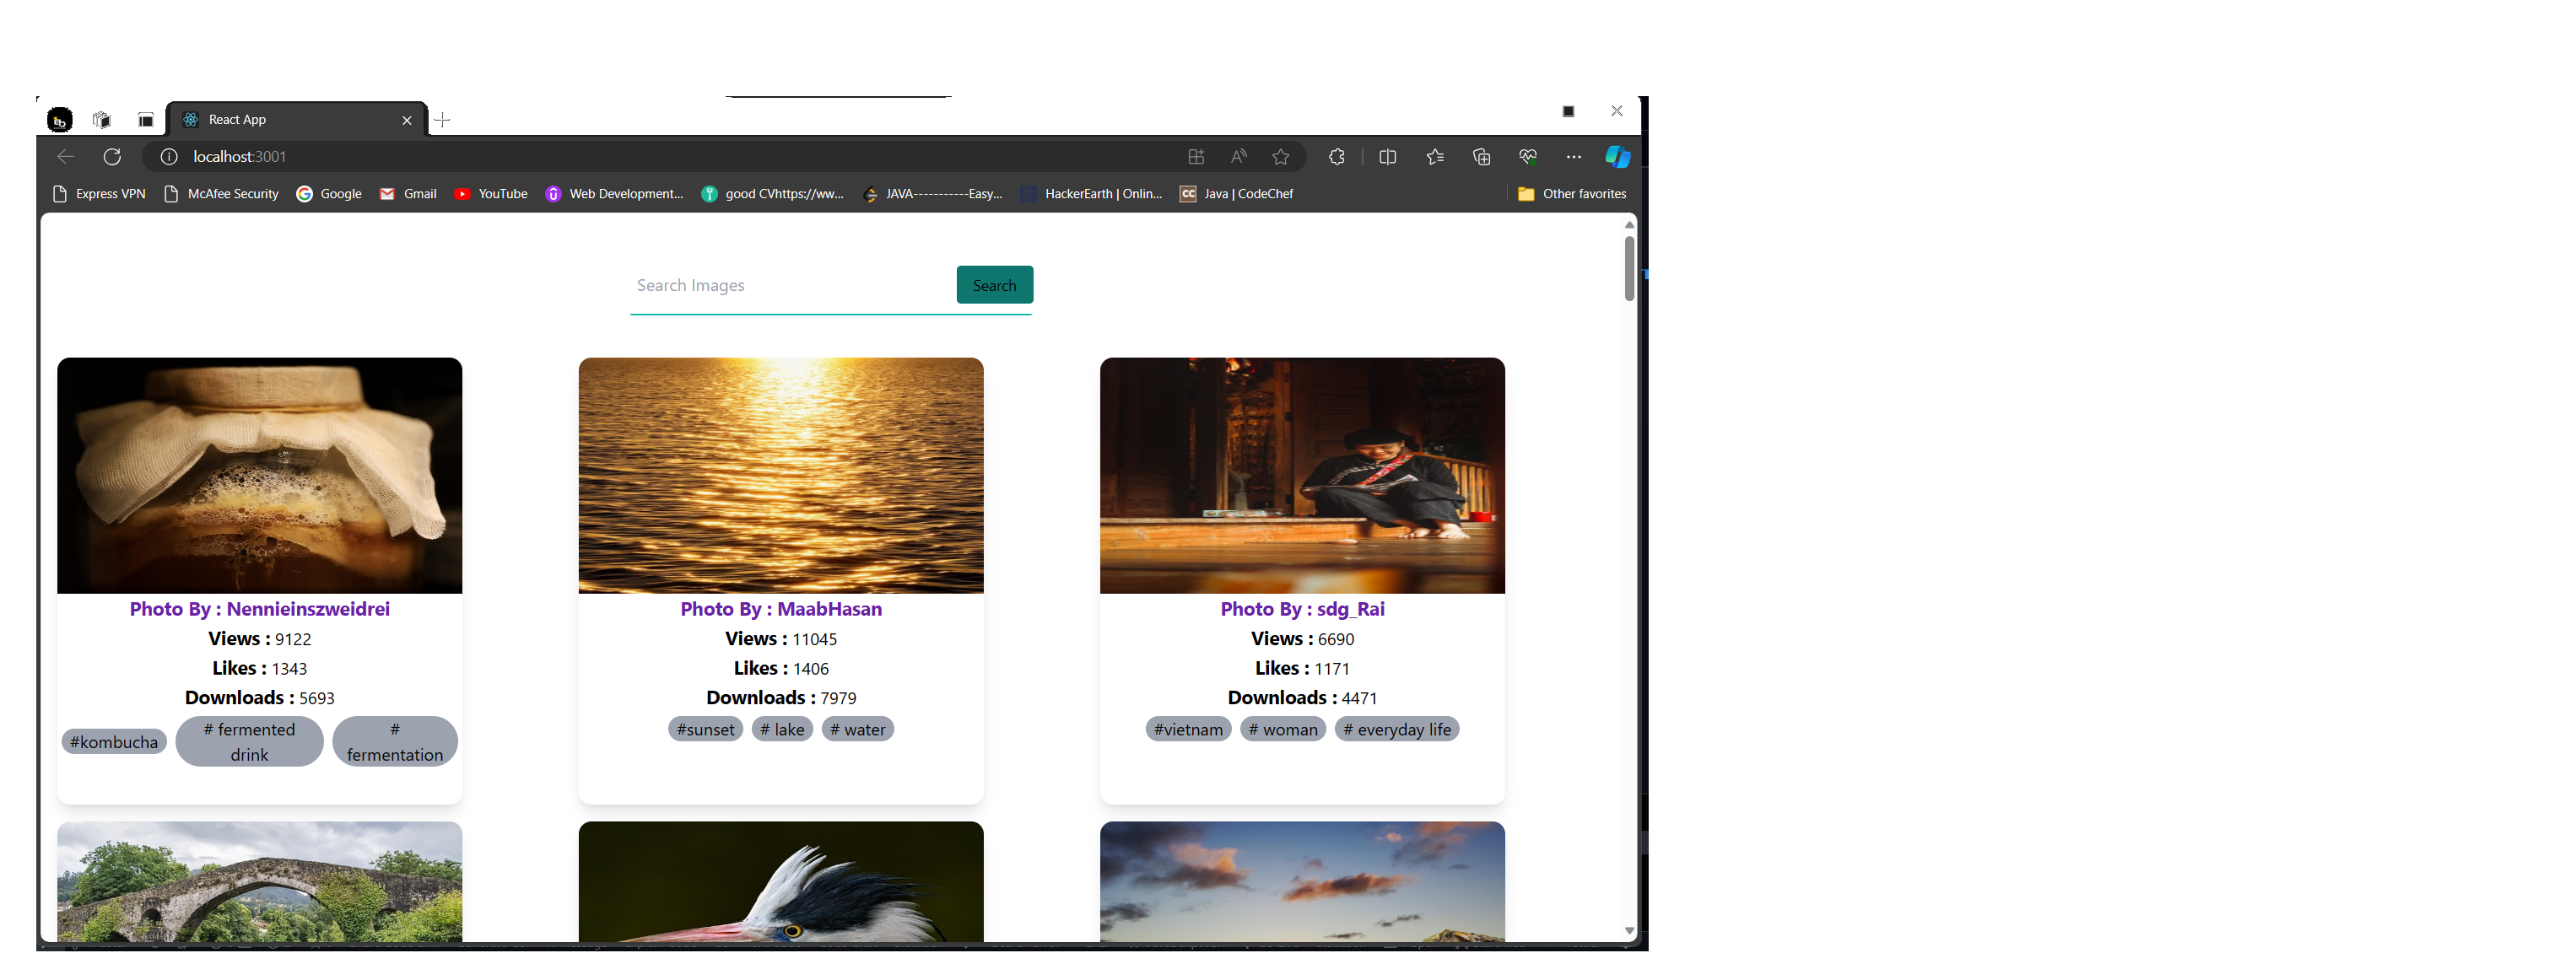 React App
localhost:3001
Express VPN McAfee Security Google Gmail YouTube Web Development... good CVhttps://ww... JAVA-----------Easy... HackerEarth | Onlin... CC Java | CodeChef Other favorites
Search Images Search
Photo By : Nennieinszweidrei
Views : 9122
Likes : 1343
Downloads : 5693
#kombucha
# fermented
drink
#
fermentation
Photo By : MaabHasan
Views : 11045
Likes : 1406
Downloads : 7979
#sunset # lake # water
Photo By : sdg_Rai
Views : 6690
Likes : 1171
Downloads : 4471
#vietnam # woman # everyday life